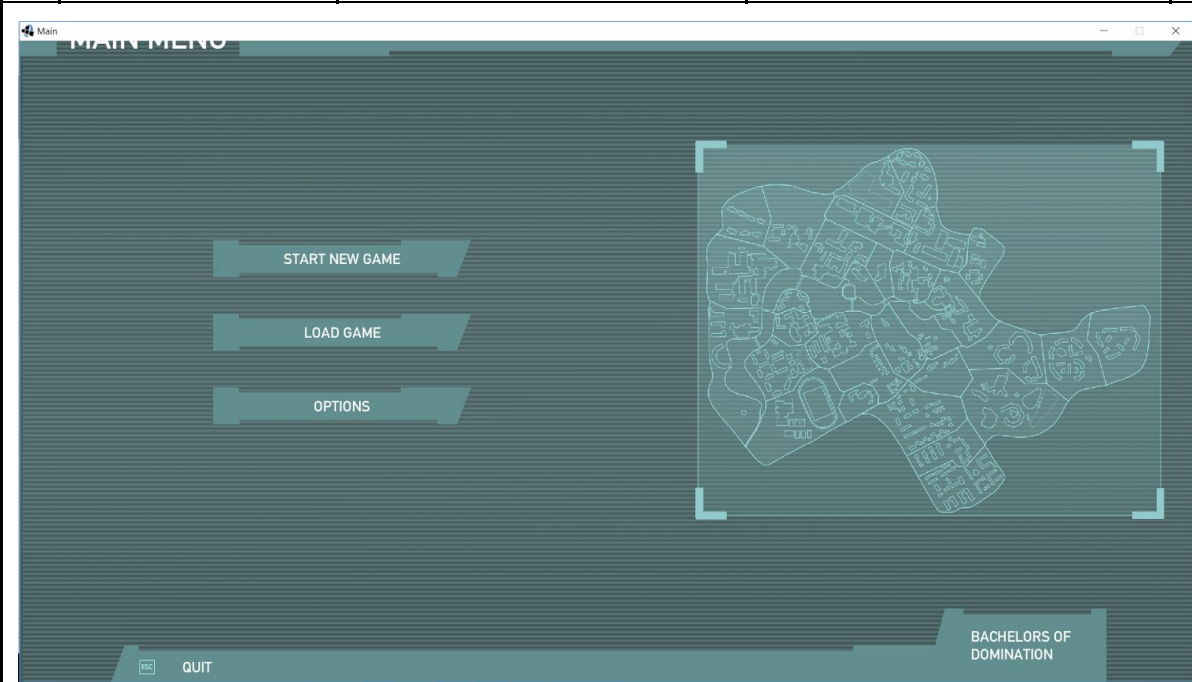 Main
MAIN MENU
START NEW GAME
LOAD GAME
OPTIONS
BACHELORS OF
DOMINATION
ESC QUIT